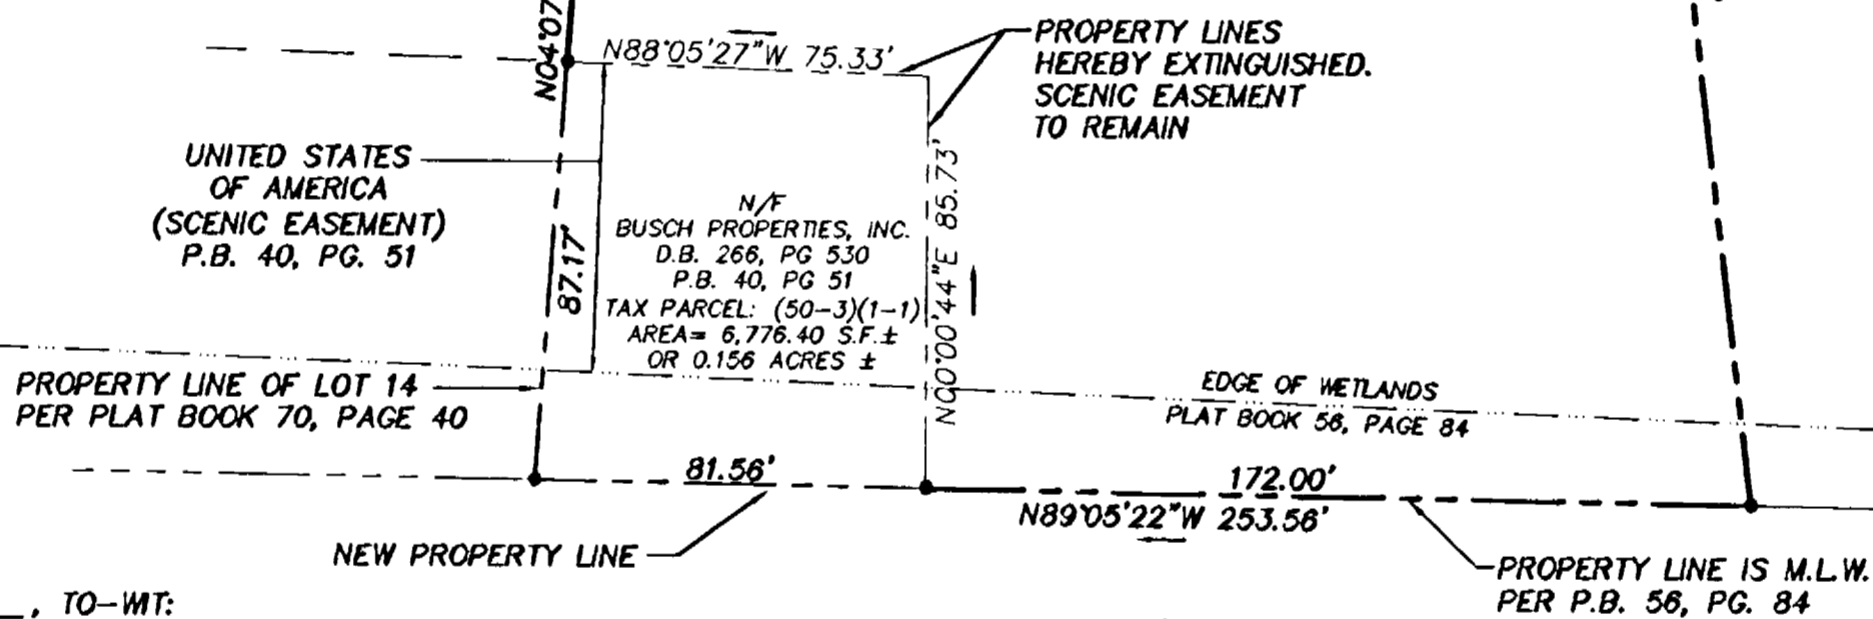 N04°07
N88°05'27"W 75.33'
PROPERTY LINES
HEREBY EXTINGUISHED.
SCENIC EASEMENT
TO REMAIN
UNITED STATES
OF AMERICA
(SCENIC EASEMENT)
P.B. 40, PG. 51
87.17'
N/F
BUSCH PROPERTIES, INC.
D.B. 266, PG 530
P.B. 40, PG 51
TAX PARCEL: (50-3)(1-1)
AREA= 6,776.40 S.F.±
OR 0.156 ACRES ±
N00°00'44"E 85.73'
PROPERTY LINE OF LOT 14
PER PLAT BOOK 70, PAGE 40
EDGE OF WETLANDS
PLAT BOOK 56, PAGE 84
81.56'
172.00'
N89°05'22"W 253.56'
NEW PROPERTY LINE
PROPERTY LINE IS M.L.W.
PER P.B. 56, PG. 84
, TO-WIT: